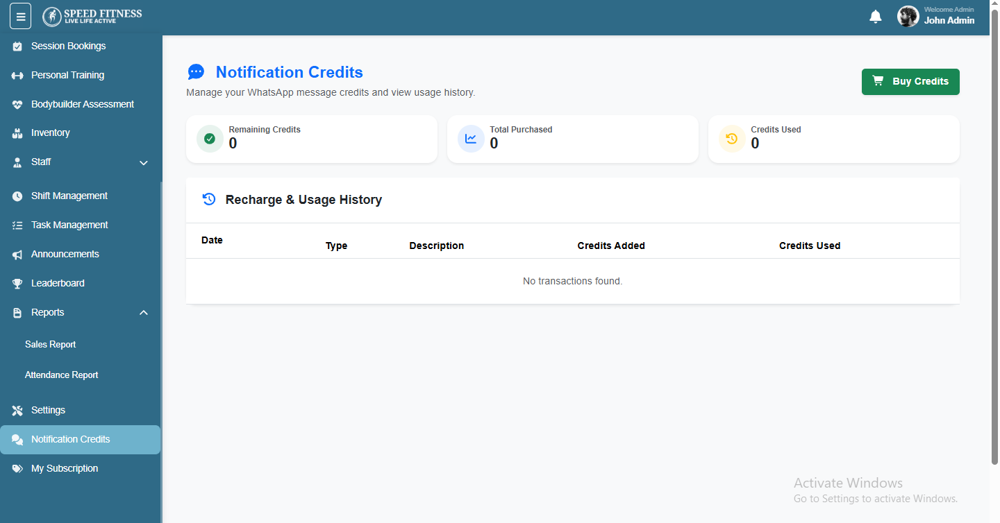 SPEED FITNESS
LIVE LIFE ACTIVE
Welcome Admin
John Admin
Session Bookings
Personal Training
Bodybuilder Assessment
Inventory
Staff
Shift Management
Task Management
Announcements
Leaderboard
Reports
Sales Report
Attendance Report
Settings
Notification Credits
My Subscription
Notification Credits
Manage your WhatsApp message credits and view usage history.
Buy Credits
Remaining Credits
0
Total Purchased
0
Credits Used
0
Recharge & Usage History
Date Type Description Credits Added Credits Used
No transactions found.
Activate Windows
Go to Settings to activate Windows.